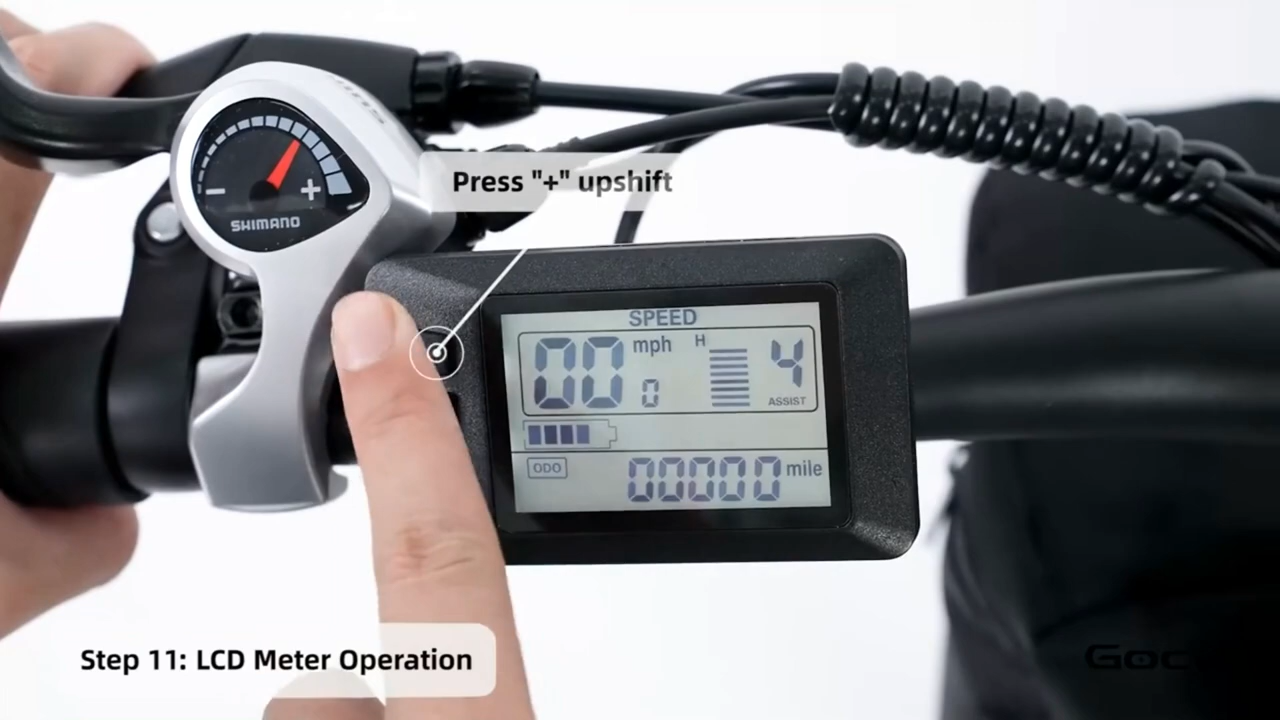 SHIMANO
Press "+" upshift
SPEED
00 mph 0 H 4
ASSIST
ODO
00000 mile
Step 11: LCD Meter Operation